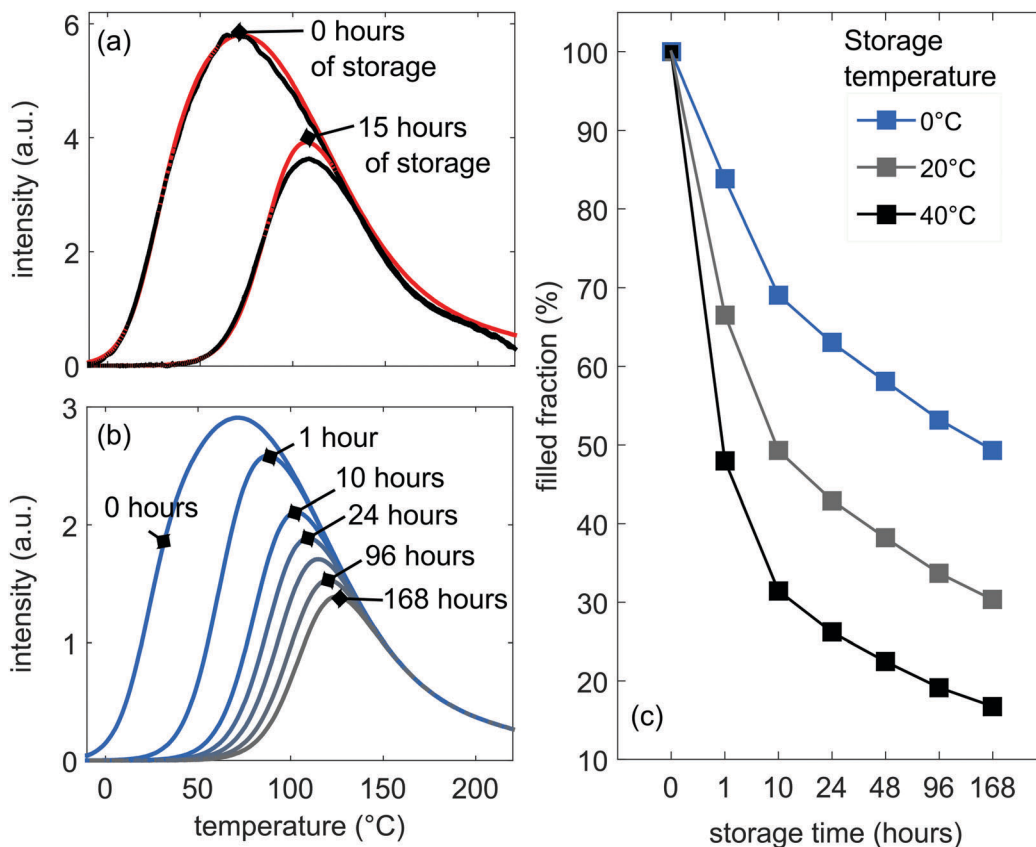 (a)
0 hours
of storage
15 hours
of storage
intensity (a.u.)
6
4
2
0
(b)
0 hours
1 hour
10 hours
24 hours
96 hours
168 hours
intensity (a.u.)
3
2
1
0
0 50 100 150 200
temperature (°C)
(c)
Storage
temperature
0°C
20°C
40°C
filled fraction (%)
100
90
80
70
60
50
40
30
20
10
0 1 10 24 48 96 168
storage time (hours)